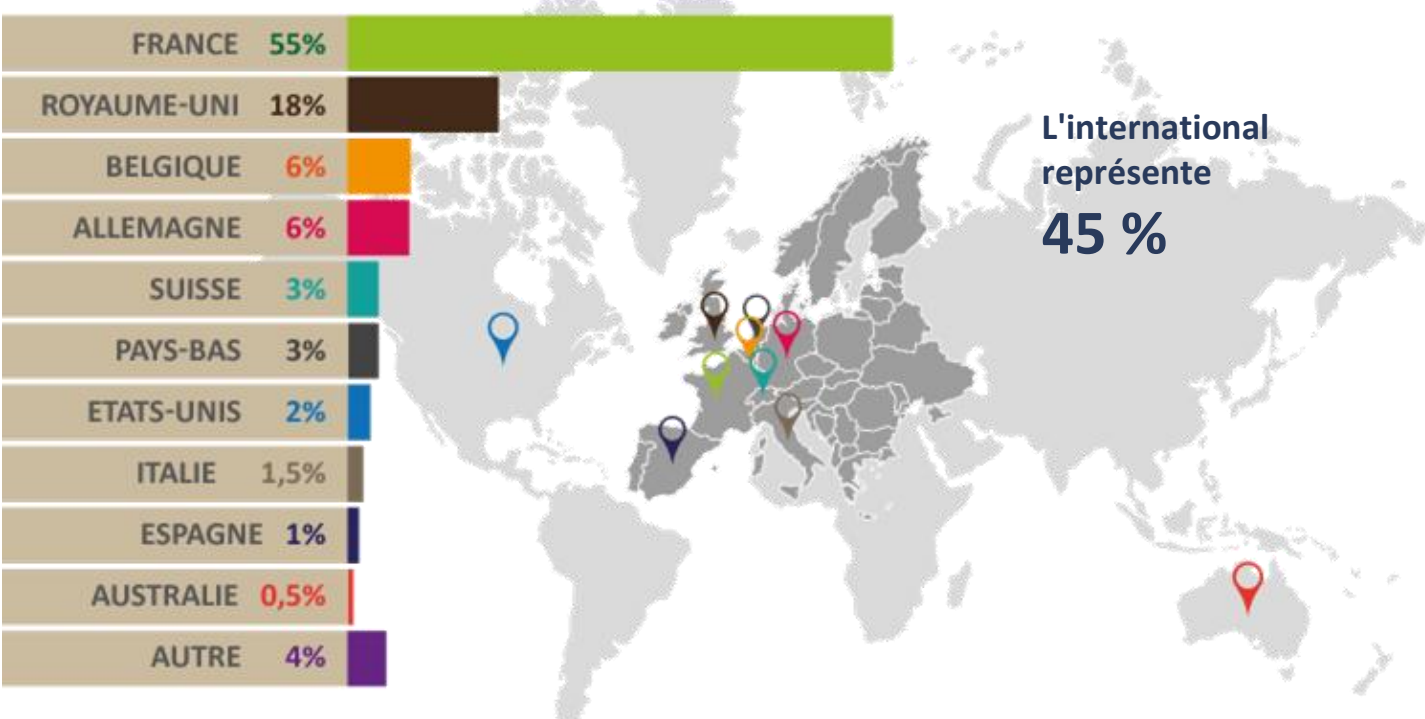 FRANCE 55%
ROYAUME-UNI 18%
BELGIQUE 6%
ALLEMAGNE 6%
SUISSE 3%
PAYS-BAS 3%
ETATS-UNIS 2%
ITALIE 1,5%
ESPAGNE 1%
AUSTRALIE 0,5%
AUTRE 4%
L'international
représente
45 %